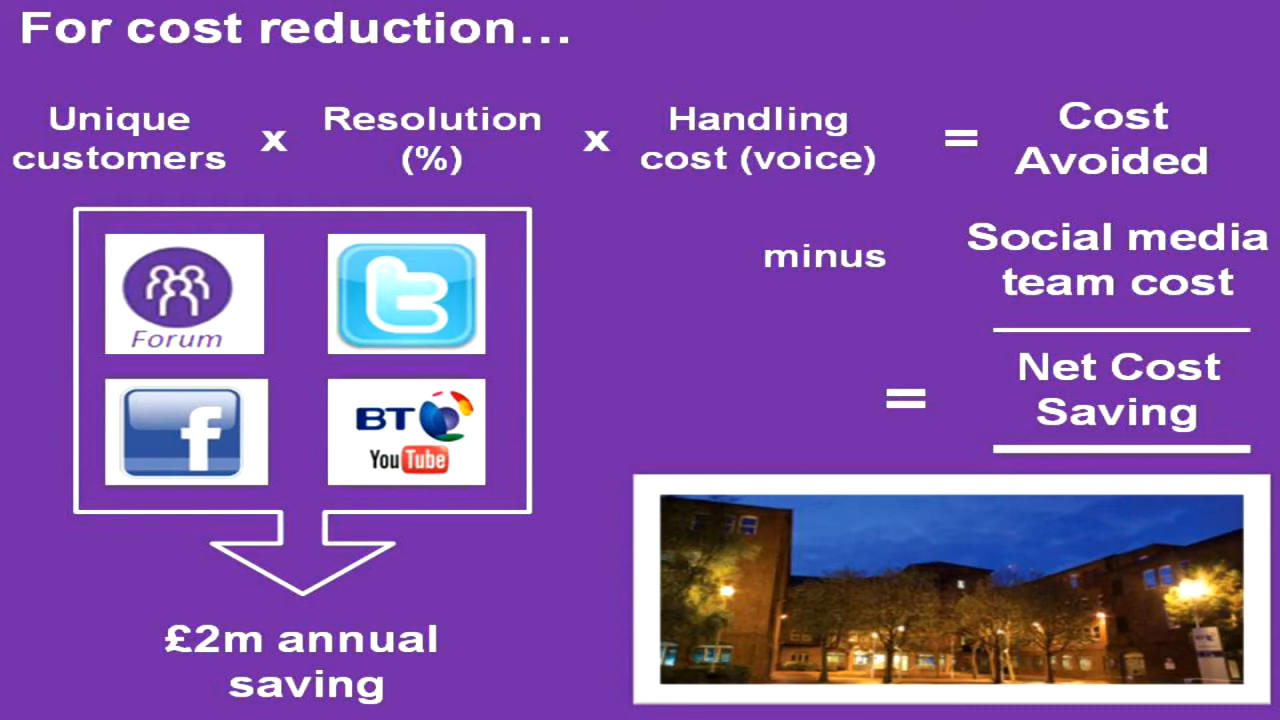 For cost reduction...
Unique
customers
x
Resolution
(%)
x
Handling
cost (voice)
=
Cost
Avoided
minus
Social media
team cost
=
Net Cost
Saving
Forum
t
f
BT
YouTube
£2m annual
saving